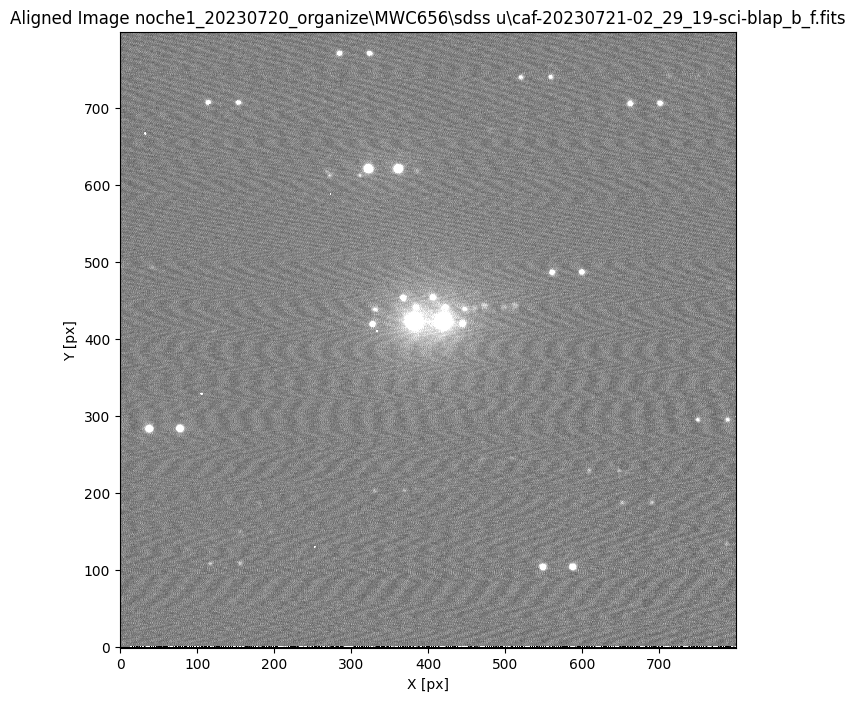 Aligned Image noche1_20230720_organize\MWC656\sdss u\caf-20230721-02_29_19-sci-blap_b_f.fits
700
600
500
400
300
200
100
0
Y [px]
0 100 200 300 400 500 600 700
X [px]